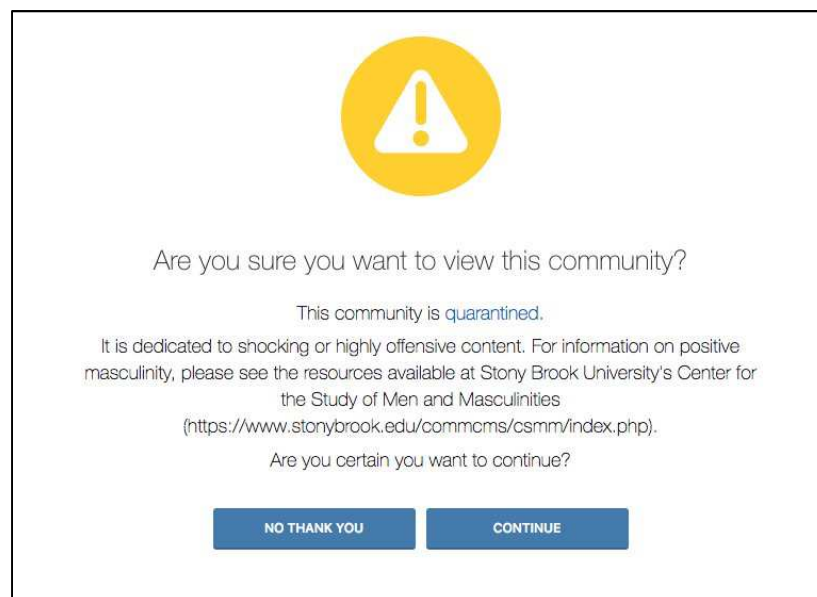 Are you sure you want to view this community?
This community is quarantined.
It is dedicated to shocking or highly offensive content. For information on positive
masculinity, please see the resources available at Stony Brook University's Center for
the Study of Men and Masculinities
(https://www.stonybrook.edu/commcms/csmm/index.php).
Are you certain you want to continue?
NO THANK YOU
CONTINUE